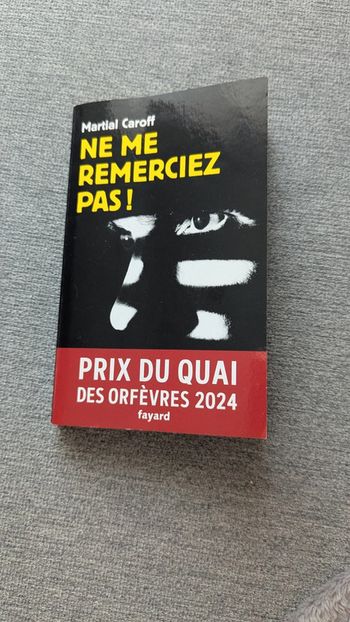 Martial Caroff
NE ME
REMERCIEZ
PAS !
PRIX DU QUAI
DES ORFÈVRES 2024
fayard